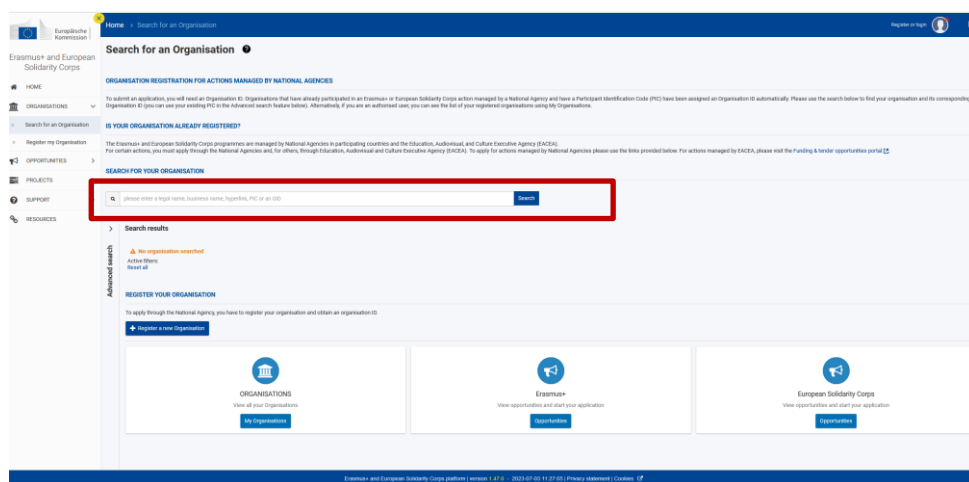 Europäische
Kommission
Home > Search for an Organisation
Register or login
Erasmus+ and European
Solidarity Corps
HOME
ORGANISATIONS
Search for an Organisation
Register my Organisation
OPPORTUNITIES
PROJECTS
SUPPORT
RESOURCES
Search for an Organisation
ORGANISATION REGISTRATION FOR ACTIONS MANAGED BY NATIONAL AGENCIES
To submit an application, you will need an Organisation ID. Organisations that have already participated in an Erasmus+ or European Solidarity Corps action managed by a National Agency and have a Participant Identification Code (PIC) have been assigned an Organisation ID automatically. Please use the search below to find your organisation and its corresponding
Organisation ID (you can use your existing PIC in the Advanced search feature below). Alternatively, if you are an authorised user, you can see the list of your registered organisations using My Organisations.
IS YOUR ORGANISATION ALREADY REGISTERED?
The Erasmus+ and European Solidarity Corps programmes are managed by National Agencies in participating countries and the Education, Audiovisual, and Culture Executive Agency (EACEA).
For certain actions, you must apply through the National Agencies and, for others, through Education, Audiovisual and Culture Executive Agency (EACEA). To apply for actions managed by National Agencies please use the links provided below. For actions managed by EACEA, please visit the Funding & tender opportunities portal
SEARCH FOR YOUR ORGANISATION
please enter a legal name, business name, hyperlink, PIC or an OID
Search
Search results
Advanced search
No organisation searched
Active filters:
Reset all
REGISTER YOUR ORGANISATION
To apply through the National Agency, you have to register your organisation and obtain an organisation ID.
+ Register a new Organisation
ORGANISATIONS
View all your Organisations
My Organisations
Erasmus+
View opportunities and start your application
Opportunities
European Solidarity Corps
View opportunities and start your application
Opportunities
Erasmus+ and European Solidarity Corps platform | version 1.47.0 - 2023-07-03 11:27:03 | Privacy statement | Cookies